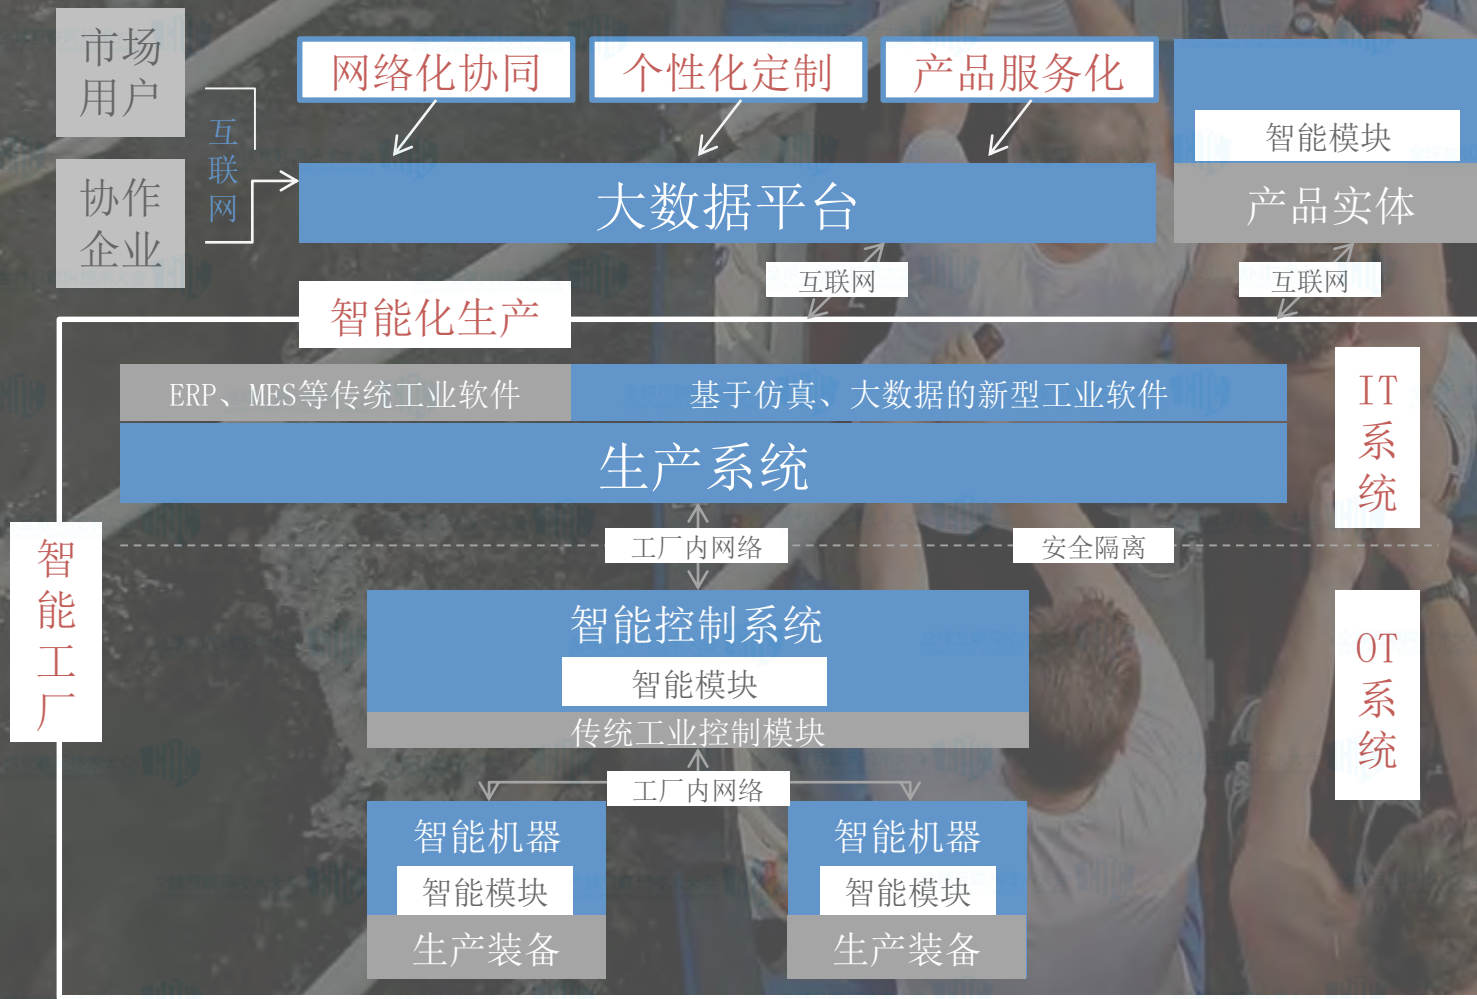 市场
用户
网络化协同
个性化定制
产品服务化
互
联
网
智能模块
协作
企业
大数据平台
产品实体
互联网
互联网
智能化生产
ERP、MES等传统工业软件
基于仿真、大数据的新型工业软件
IT
系
统
生产系统
智
能
工
厂
工厂内网络
安全隔离
智能控制系统
智能模块
传统工业控制模块
OT
系
统
工厂内网络
智能机器
智能机器
智能模块
智能模块
生产装备
生产装备